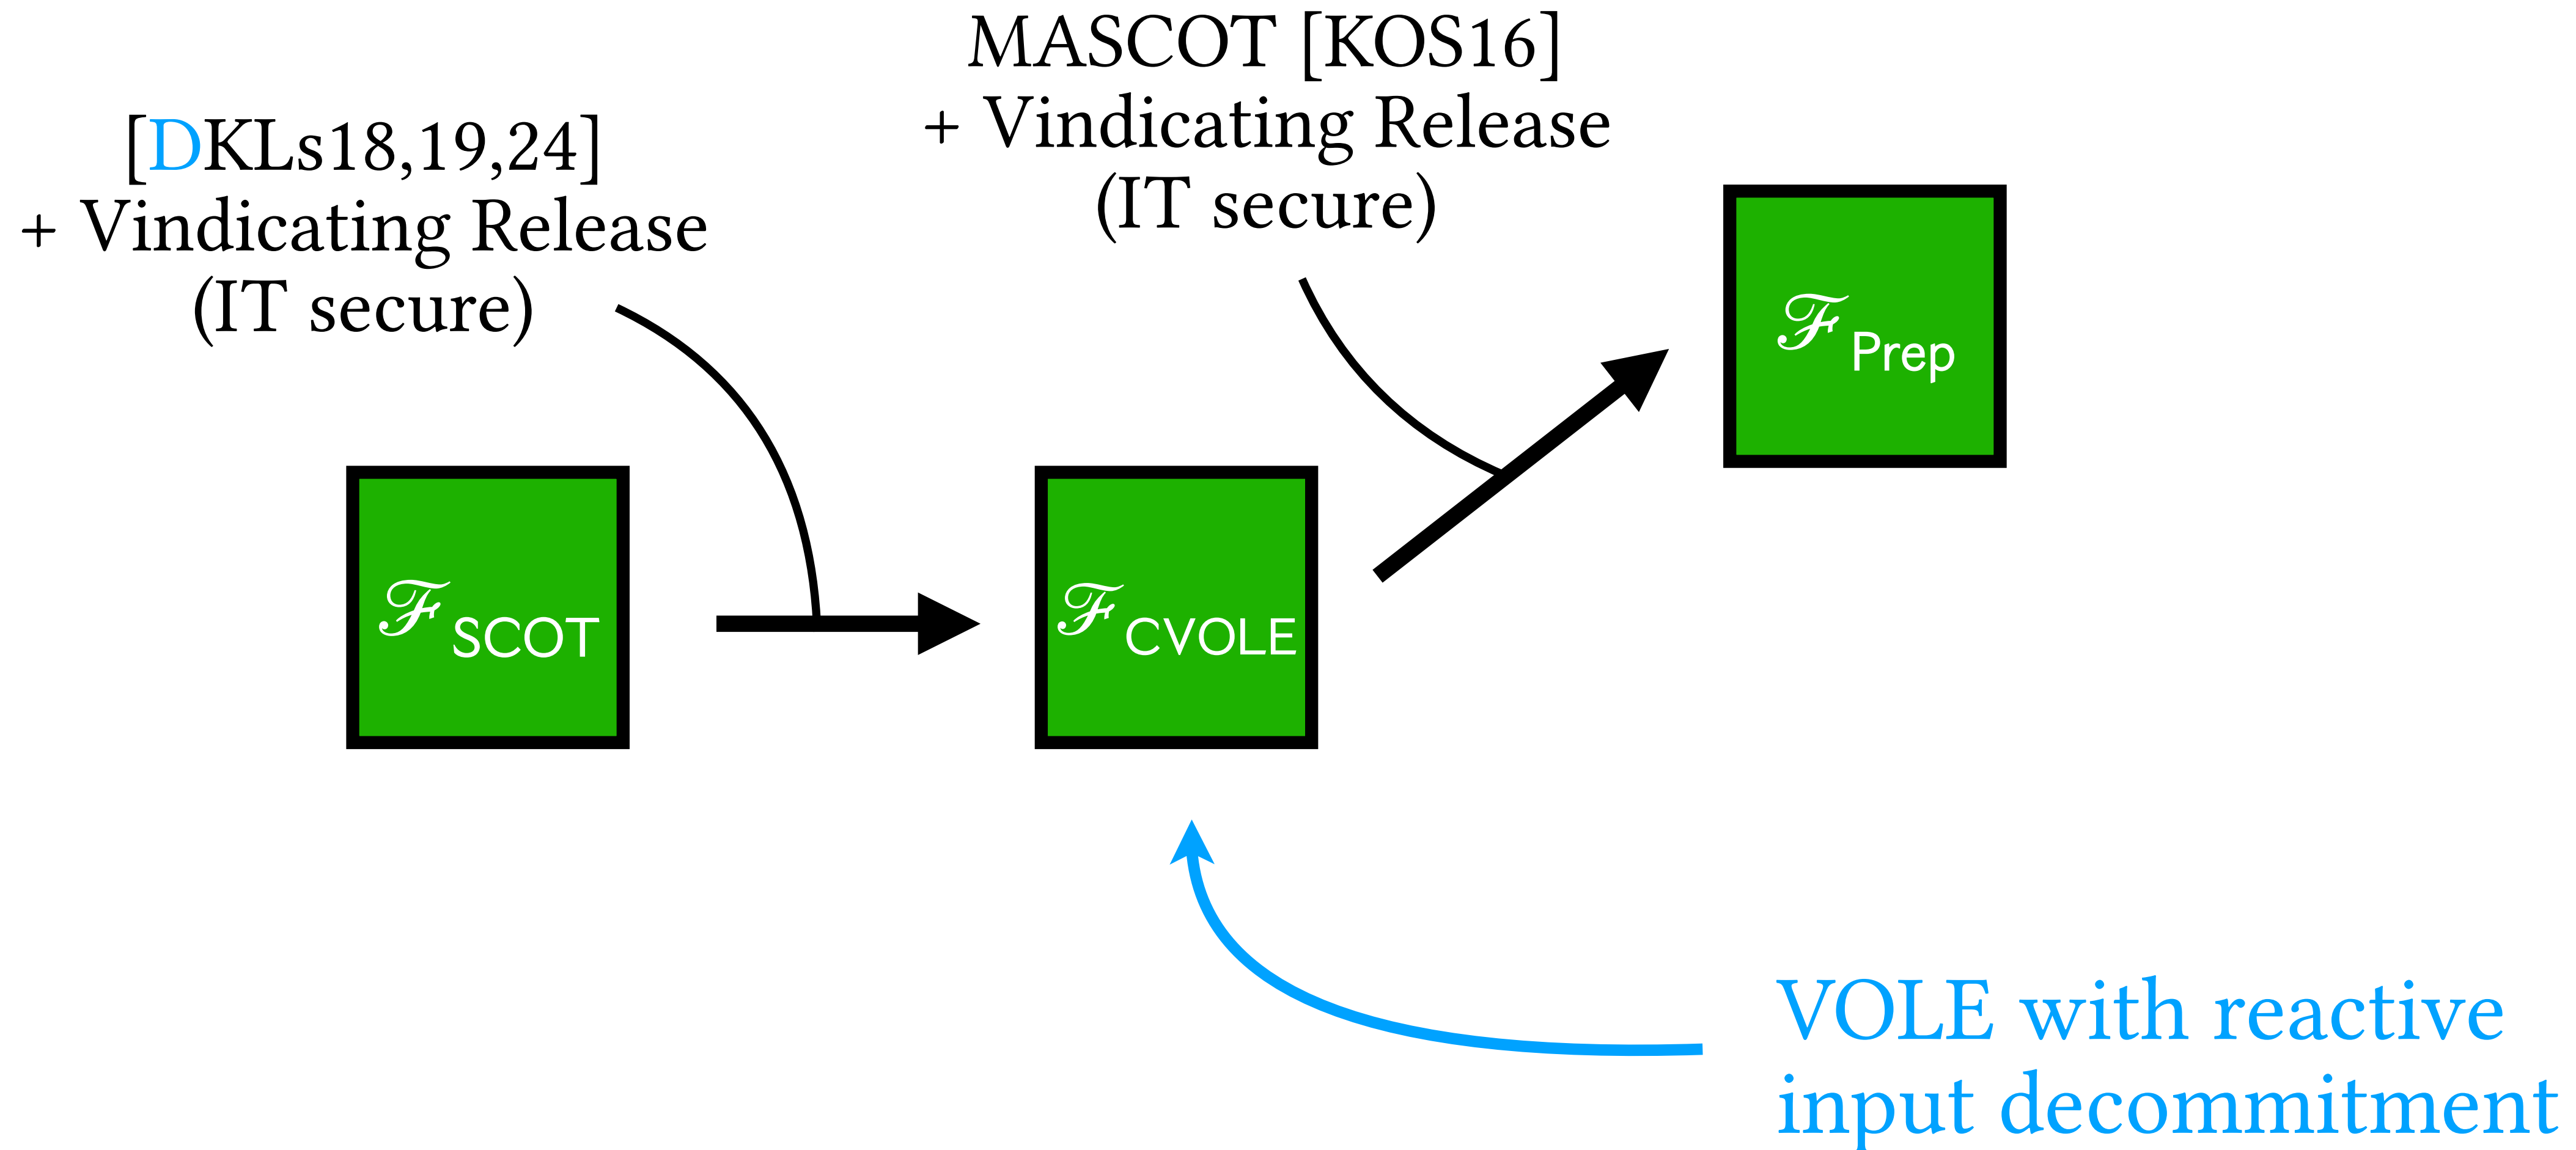 MASCOT [KOS16]
+ Vindicating Release
(IT secure)
[DKLs18,19,24]
+ Vindicating Release
(IT secure)
ℱ Prep
ℱ SCOT
ℱ CVOLE
VOLE with reactive
input decommitment